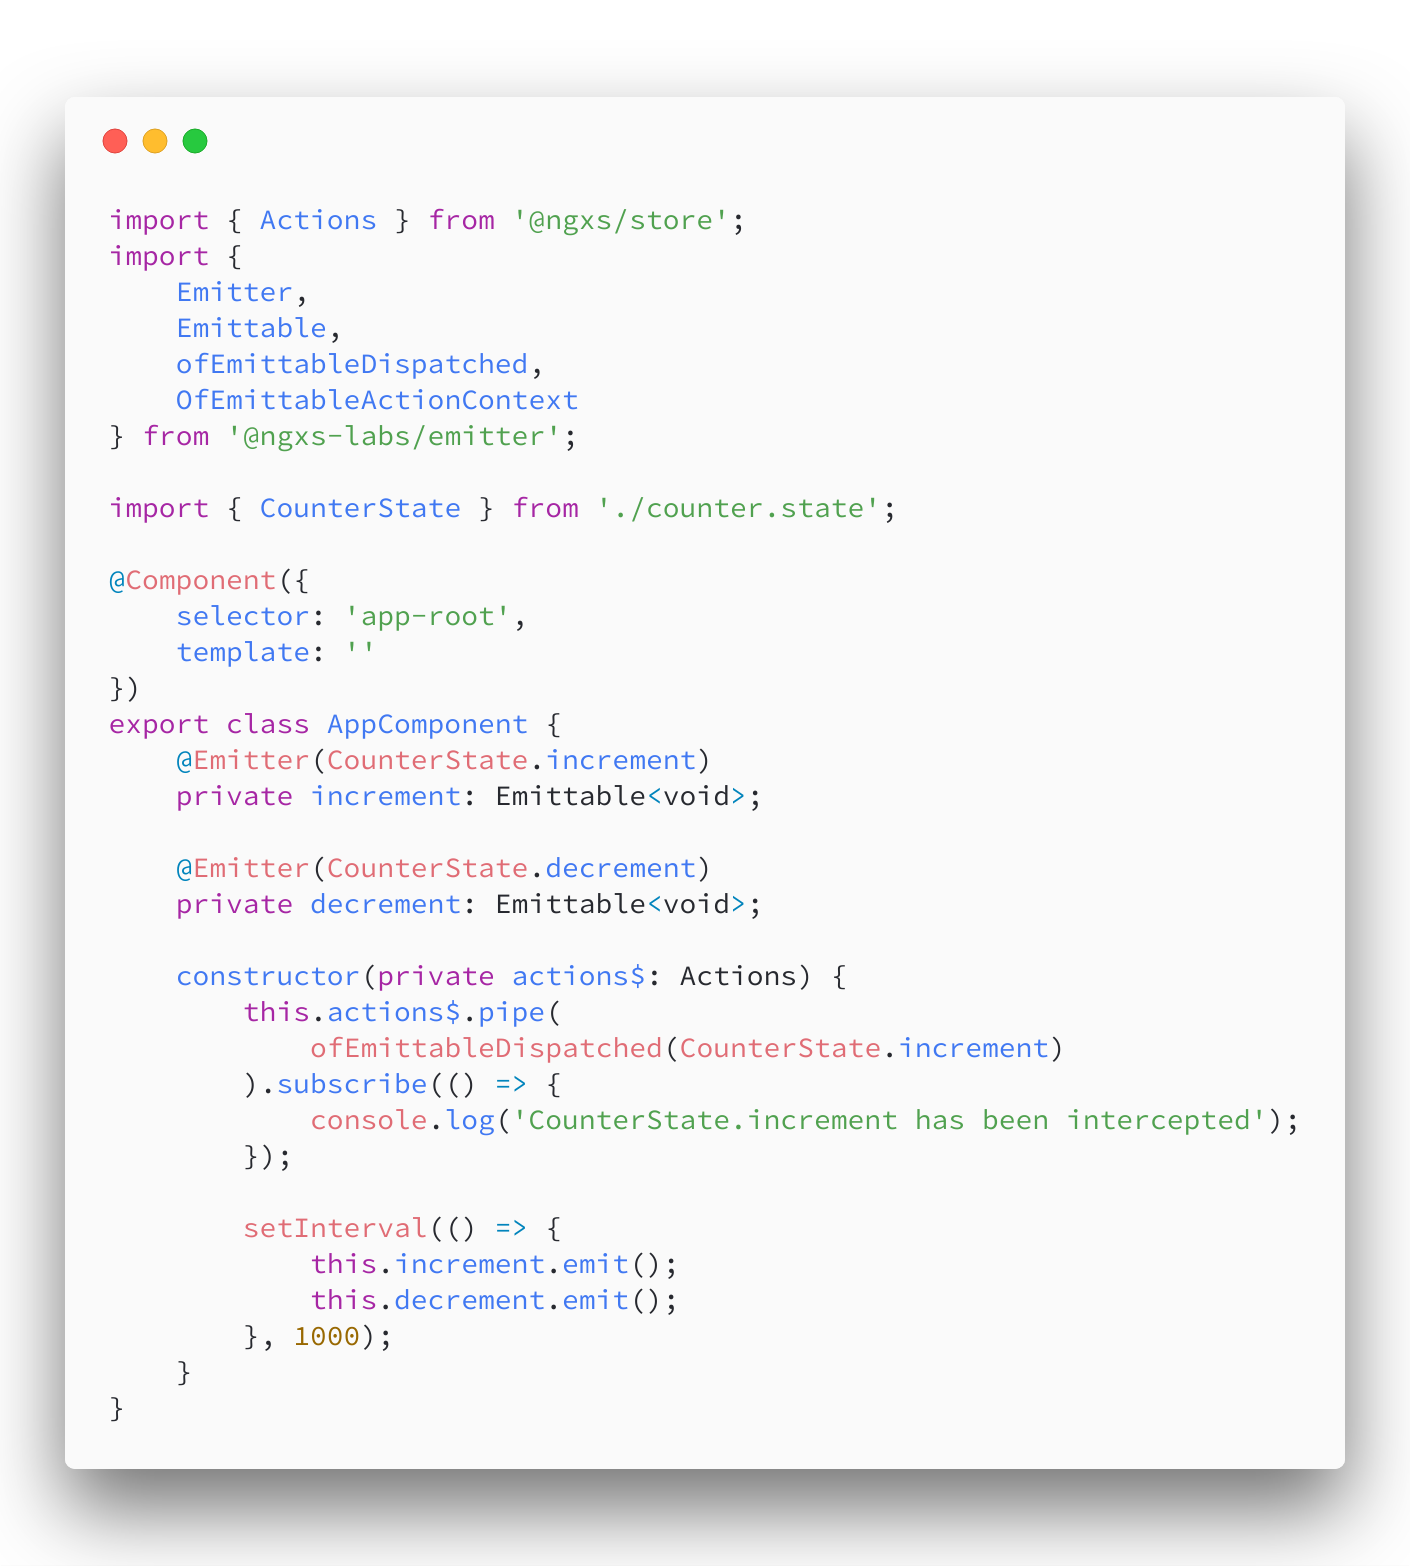 import { Actions } from '@ngxs/store';
import {
    Emitter,
    Emittable,
    ofEmittableDispatched,
    OfEmittableActionContext
} from '@ngxs-labs/emitter';

import { CounterState } from './counter.state';

@Component({
    selector: 'app-root',
    template: ''
})
export class AppComponent {
    @Emitter(CounterState.increment)
    private increment: Emittable<void>;

    @Emitter(CounterState.decrement)
    private decrement: Emittable<void>;

    constructor(private actions$: Actions) {
        this.actions$.pipe(
            ofEmittableDispatched(CounterState.increment)
        ).subscribe(() => {
            console.log('CounterState.increment has been intercepted');
        });

        setInterval(() => {
            this.increment.emit();
            this.decrement.emit();
        }, 1000);
    }
}